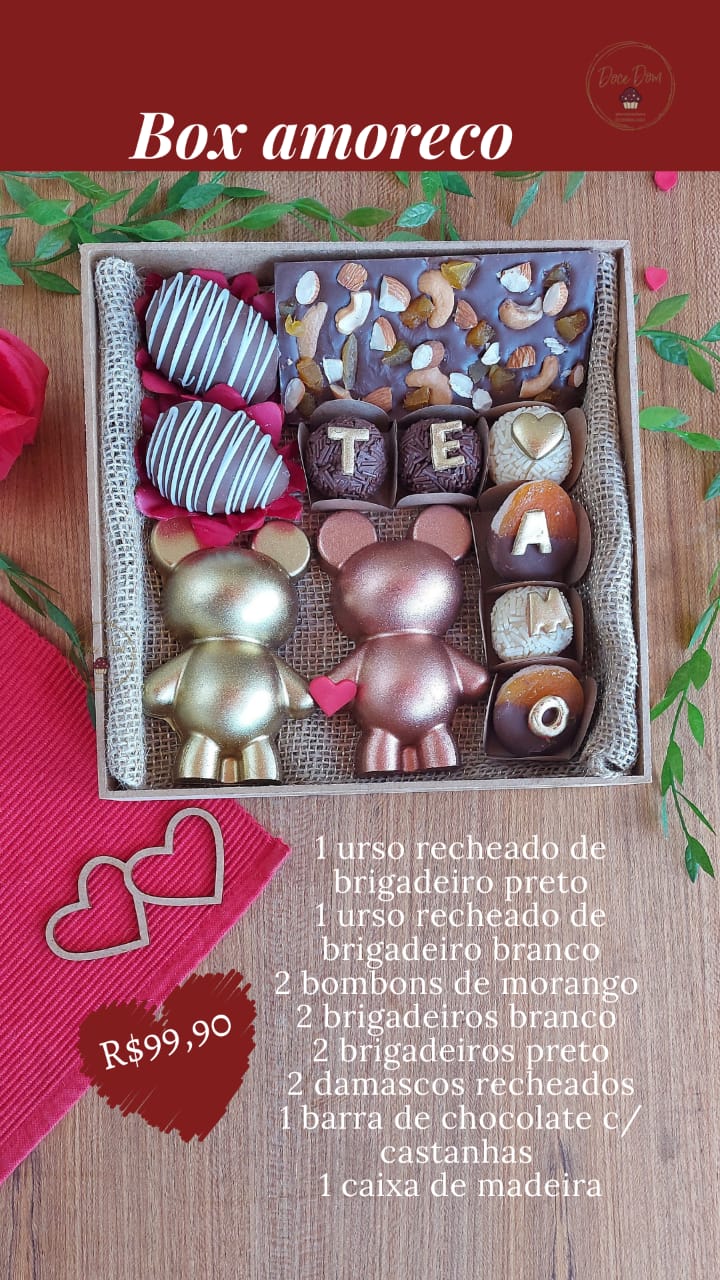 Doce Dom
Box amoreco
T E
A
M
O
1 urso recheado de
brigadeiro preto
1 urso recheado de
brigadeiro branco
2 bombons de morango
2 brigadeiros branco
2 brigadeiros preto
2 damascos recheados
1 barra de chocolate c/
castanhas
1 caixa de madeira
R$99,90